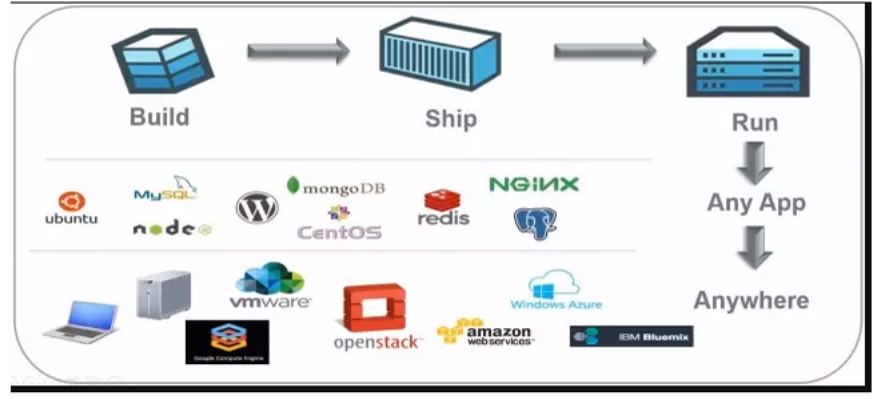 Build
Ship
Run
ubuntu
MySQL
node
W
mongoDB
CentOS
redis
NGINX
Any App
vmware
Google Compute Engine
openstack
Windows Azure
amazon
web services
IBM Bluemix
Anywhere